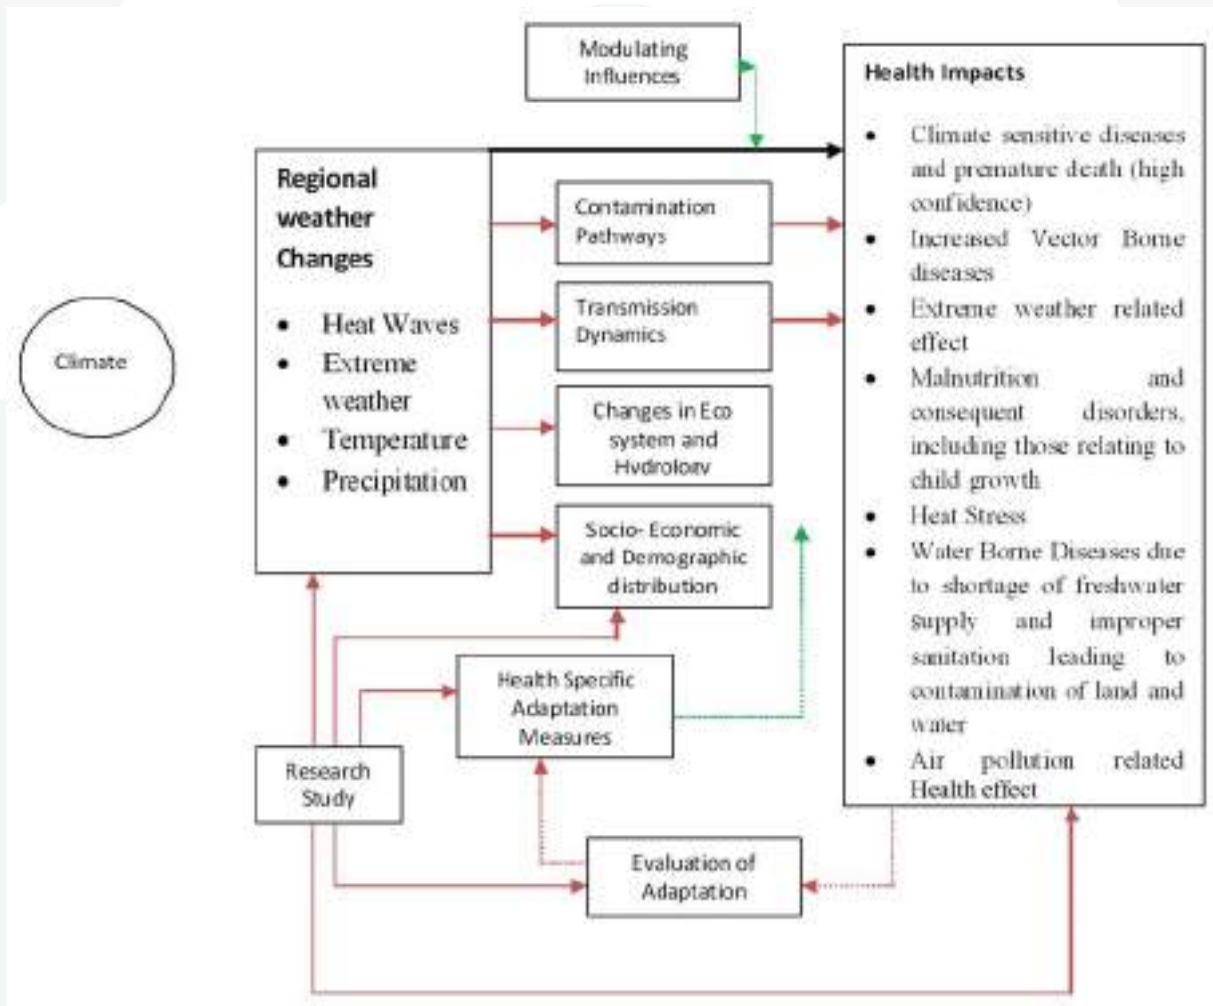 Modulating
Influences
Health Impacts
• Climate sensitive diseases
and premature death (high
confidence)
• Increased Vector Borne
diseases
• Extreme weather related
effect
• Malnutrition and
consequent disorders,
including those relating to
child growth
• Heat Stress
• Water Borne Diseases due
to shortage of freshwater
supply and improper
sanitation leading to
contamination of land and
water
• Air pollution related
Health effect
Regional
weather
Changes
• Heat Waves
• Extreme
weather
• Temperature
• Precipitation
Contamination
Pathways
Transmission
Dynamics
Changes in Eco
system and
Hydrology
Socio- Economic
and Demographic
distribution
Climate
Health Specific
Adaptation
Measures
Research
Study
Evaluation of
Adaptation